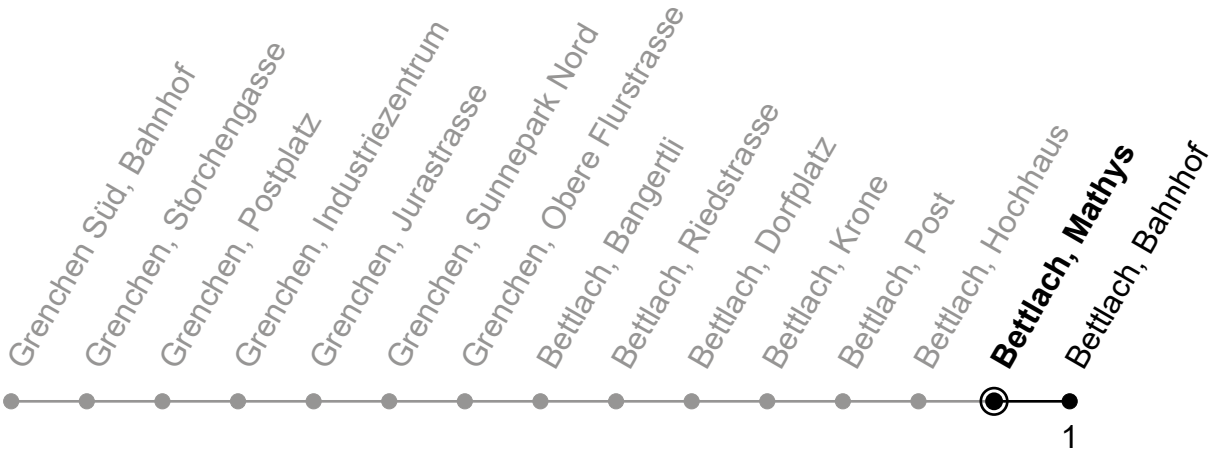 Grenchen Süd, Bahnhof
Grenchen, Storchengasse
Grenchen, Postplatz
Grenchen, Industriezentrum
Grenchen, Jurastrasse
Grenchen, Sunnepark Nord
Grenchen, Obere Flurstrasse
Bettlach, Bangertli
Bettlach, Riedstrasse
Bettlach, Dorfplatz
Bettlach, Krone
Bettlach, Post
Bettlach, Hochhaus
Bettlach, Mathys
Bettlach, Bahnhof
1